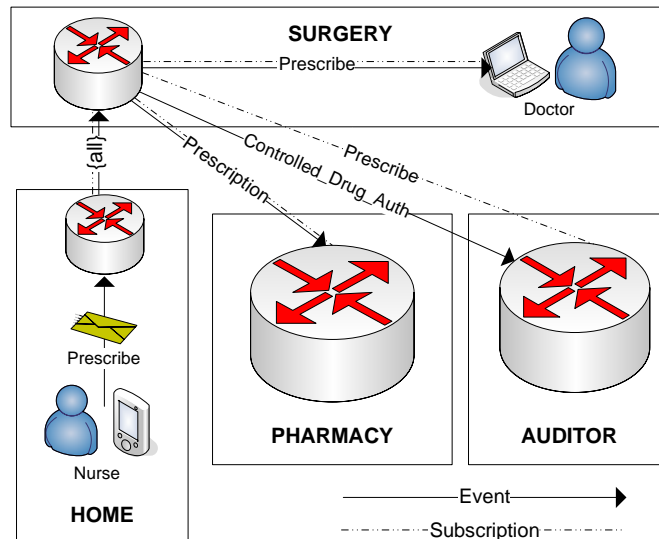 SURGERY
Prescribe
Doctor
{all}
Prescription
Controlled_Drug_Auth
Prescribe
Prescribe
Nurse
HOME
PHARMACY
AUDITOR
Event
Subscription